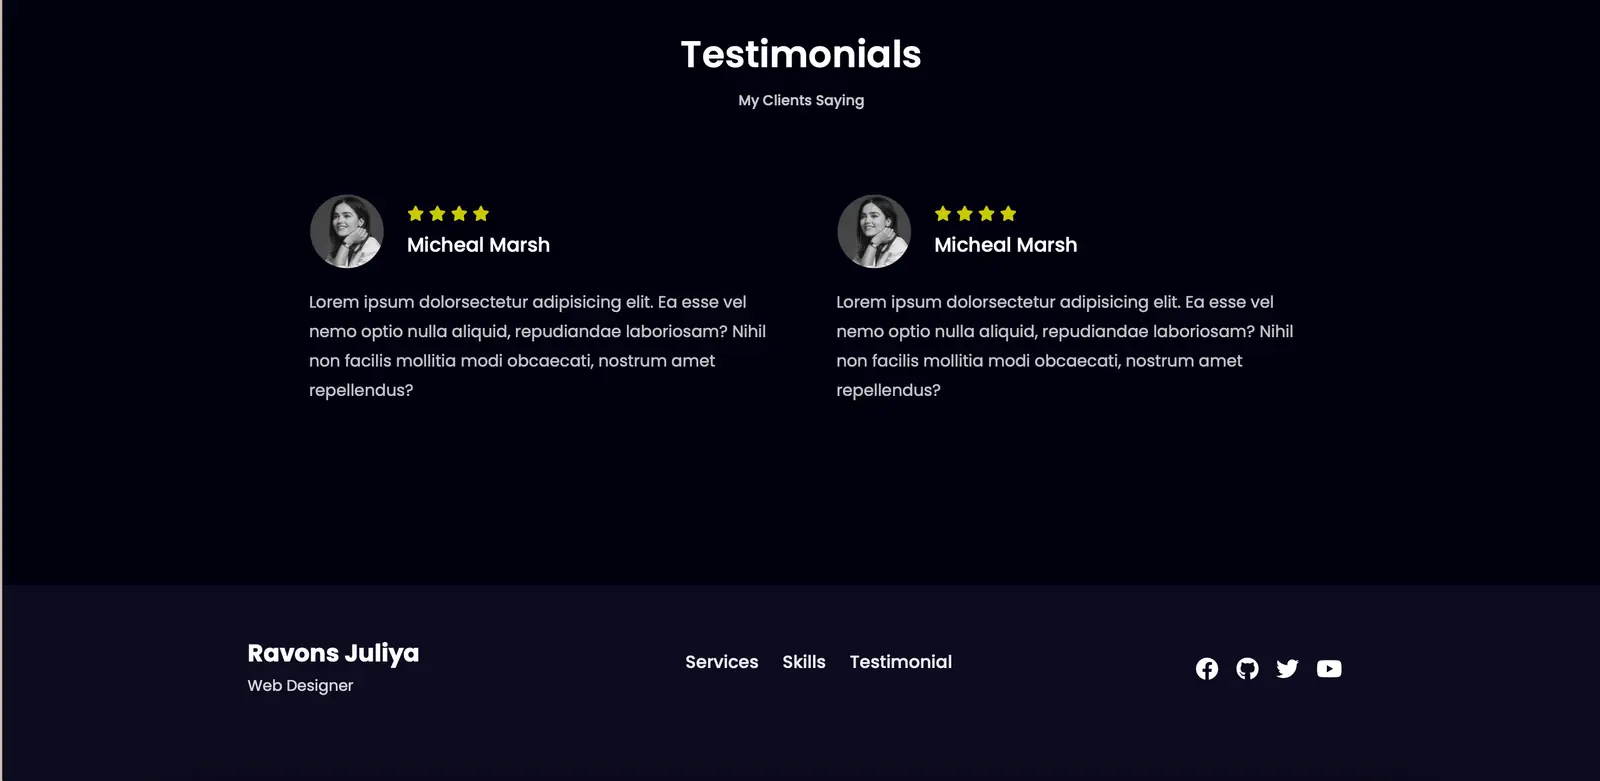 Testimonials
My Clients Saying
Micheal Marsh
Lorem ipsum dolorsectetur adipisicing elit. Ea esse vel
nemo optio nulla aliquid, repudiandae laboriosam? Nihil
non facilis mollitia modi obcaecati, nostrum amet
repellendus?
Micheal Marsh
Lorem ipsum dolorsectetur adipisicing elit. Ea esse vel
nemo optio nulla aliquid, repudiandae laboriosam? Nihil
non facilis mollitia modi obcaecati, nostrum amet
repellendus?
Ravons Juliya
Web Designer
Services Skills Testimonial